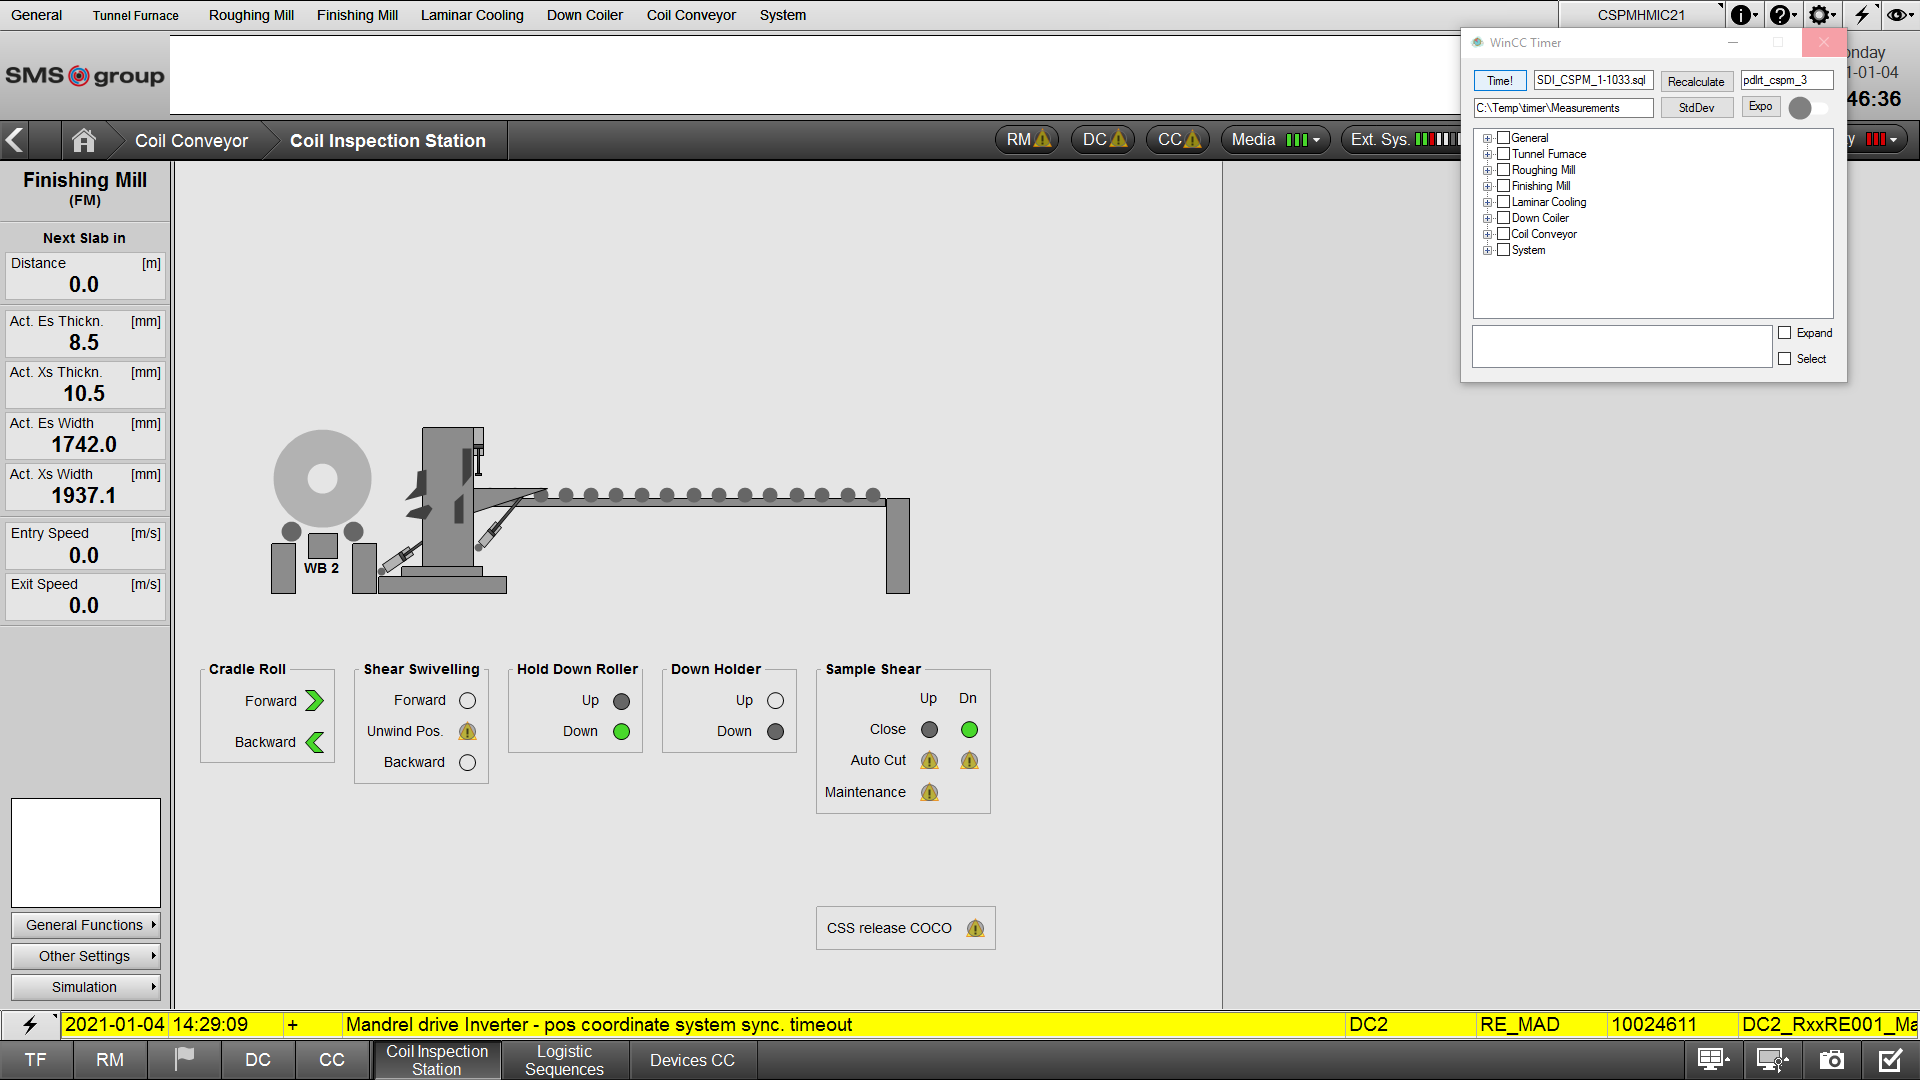 General Tunnel Furnace Roughing Mill Finishing Mill Laminar Cooling Down Coiler Coil Conveyor System CSPMHMIC21
SMS group
WinCC Timer
Time! SDI_CSPM_1-1033.sql Recalculate pdlrt_cspm_3
C:\Temp\timer\Measurements StdDev Expo
onday
1-01-04
46:36
Coil Conveyor Coil Inspection Station RM DC CC Media Ext. Sys. y
General
Tunnel Furnace
Roughing Mill
Finishing Mill
Laminar Cooling
Down Coiler
Coil Conveyor
System
Expand
Select
Finishing Mill
(FM)
Next Slab in
Distance [m]
0.0
Act. Es Thickn. [mm]
8.5
Act. Xs Thickn. [mm]
10.5
Act. Es Width [mm]
1742.0
Act. Xs Width [mm]
1937.1
Entry Speed [m/s]
0.0
Exit Speed [m/s]
0.0
WB 2
Cradle Roll
Forward
Backward
Shear Swivelling
Forward
Unwind Pos.
Backward
Hold Down Roller
Up
Down
Down Holder
Up
Down
Sample Shear
Up Dn
Close
Auto Cut
Maintenance
CSS release COCO
General Functions
Other Settings
Simulation
2021-01-04 14:29:09 + Mandrel drive Inverter - pos coordinate system sync. timeout DC2 RE_MAD 10024611 DC2_RxxRE001_Ma
TF RM DC CC Coil Inspection Station Logistic Sequences Devices CC